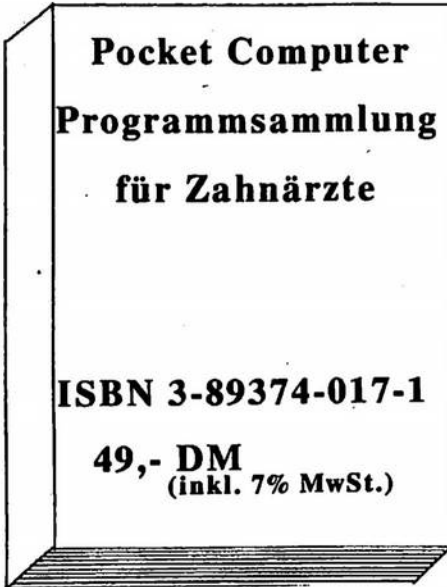 Pocket Computer
Programmsammlung
für Zahnärzte
ISBN 3-89374-017-1
49,- DM
(inkl. 7% MwSt.)